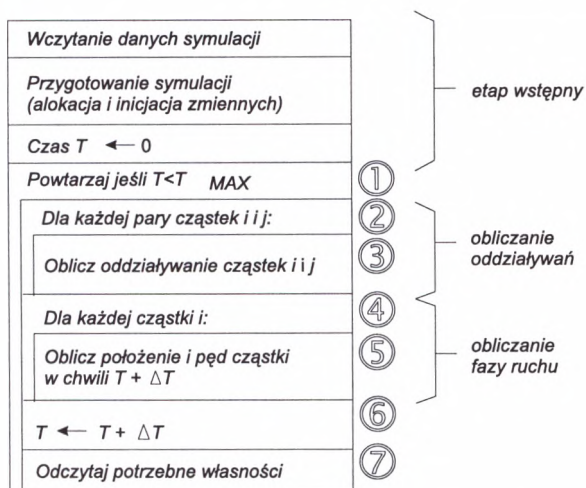 Wczytanie danych symulacji
Przygotowanie symulacji
(alokacja i inicjacja zmiennych)
etap wstępny
Czas T ← 0
Powtarzaj jeśli T<T MAX ①
Dla każdej pary cząstek i i j: ②
Oblicz oddziaływanie cząstek i i j ③
obliczanie
oddziaływań
Dla każdej cząstki i: ④
Oblicz położenie i pęd cząstki ⑤
w chwili T + △T
obliczanie
fazy ruchu
T ← T + △T ⑥
Odczytaj potrzebne własności ⑦